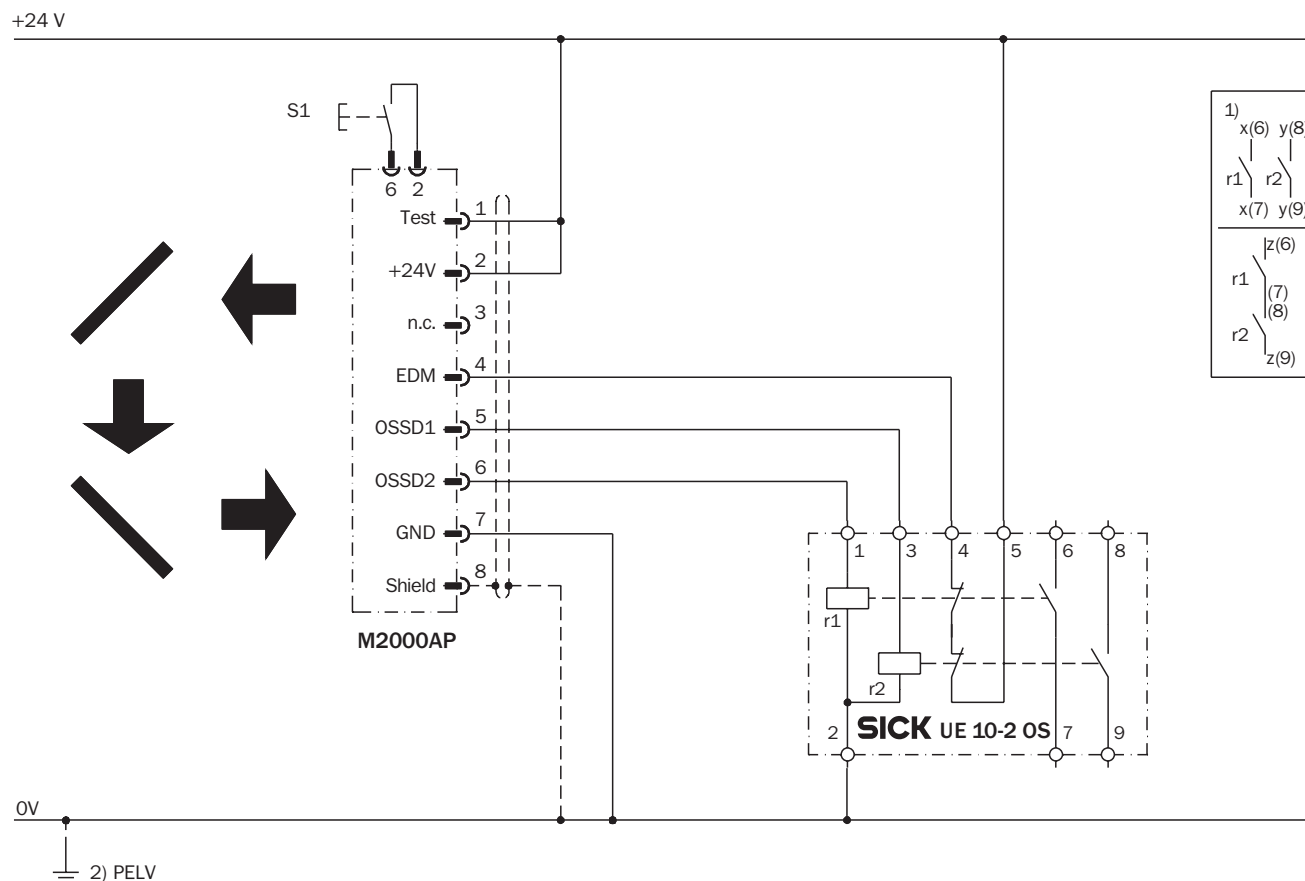 +24 V
S1
6 2
Test 1
+24V 2
n.c. 3
EDM 4
OSSD1 5
OSSD2 6
GND 7
Shield 8
M2000AP
1)
x(6) y(8)
r1 r2
x(7) y(9)
z(6)
r1
(7)
(8)
r2
z(9)
1 3 4 5 6 8
r1
r2
2 SICK UE 10-2 OS 7 9
0V
2) PELV